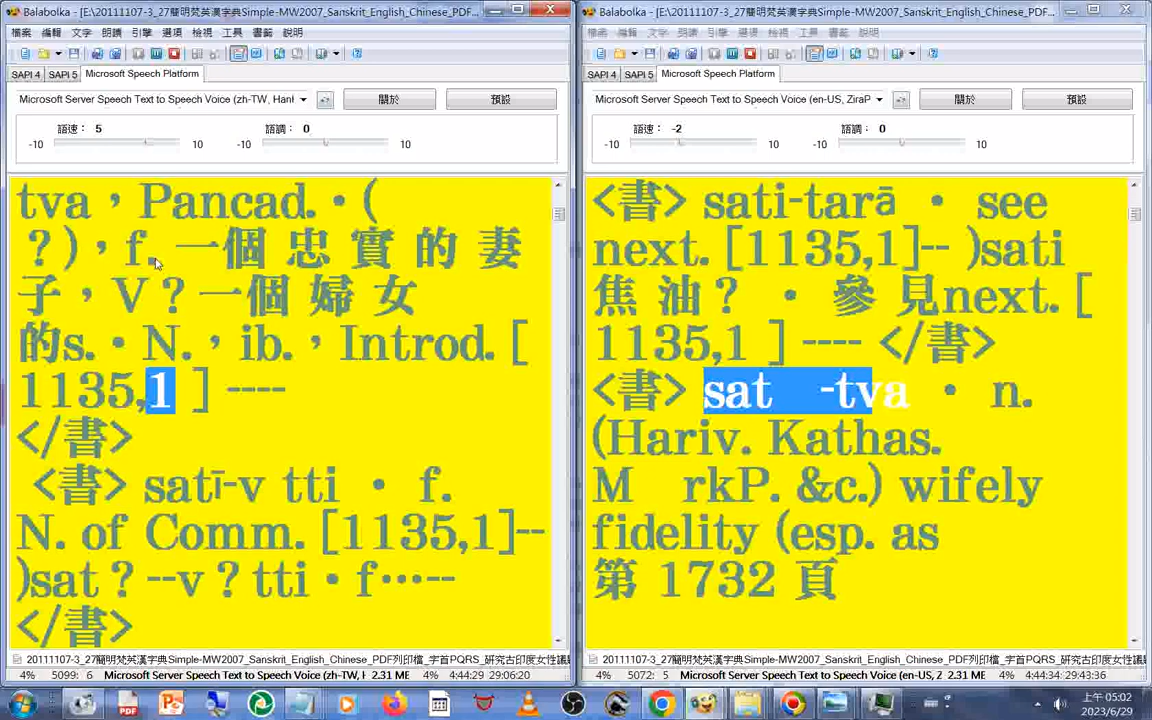 Balabolka - [E:\20111107-3_27簡明梵英漢字典Simple-MW2007_Sanskrit_English_Chinese_PDF...
檔案 編輯 文字 朗讀 引擎 選項 檢視 工具 書籤 說明
SAPI 4 SAPI 5 Microsoft Speech Platform
Microsoft Server Speech Text to Speech Voice (zh-TW, Hanl 關於 預設
語速： 5 語調： 0
-10 10 -10 10
tva，Pancad.·(
？)，f. 一個 忠 實 的 妻
子，V？一個 婦 女
的s.·N.，ib.，Introd. [
1135,1 ] ----
</書>
<書> satī-v tti · f.
N. of Comm. [1135,1]--
)sat？--v？tti·f…--
</書>
20111107-3_27簡明梵英漢字典Simple-MW2007_Sanskrit_English_Chinese_PDF列印檔_字首PQRS_研究古印度女性議
4% 5099: 6 Microsoft Server Speech Text to Speech Voice (zh-TW, H 2.31 ME 4% 4:44:29 29:06:20
Balabolka - [E:\20111107-3_27簡明梵英漢字典Simple-MW2007_Sanskrit_English_Chinese_PDF...
檔案 編輯 文字 朗讀 引擎 選項 檢視 工具 書籤 說明
SAPI 4 SAPI 5 Microsoft Speech Platform
Microsoft Server Speech Text to Speech Voice (en-US, ZiraP 關於 預設
語速： -2 語調： 0
-10 10 -10 10
<書> sati-tarā · see
next. [1135,1]-- )sati
焦 油？ · 參 見next. [
1135,1 ] ---- </書>
<書> sat -tva · n.
(Hariv. Kathas.
M rkP. &c.) wifely
fidelity (esp. as
第 1732 頁
20111107-3_27簡明梵英漢字典Simple-MW2007_Sanskrit_English_Chinese_PDF列印檔_字首PQRS_研究古印度女性議
4% 5072: 5 Microsoft Server Speech Text to Speech Voice (en-US, Z 2.31 ME 4% 4:44:34 29:43:36
上午 05:02
2023/6/29